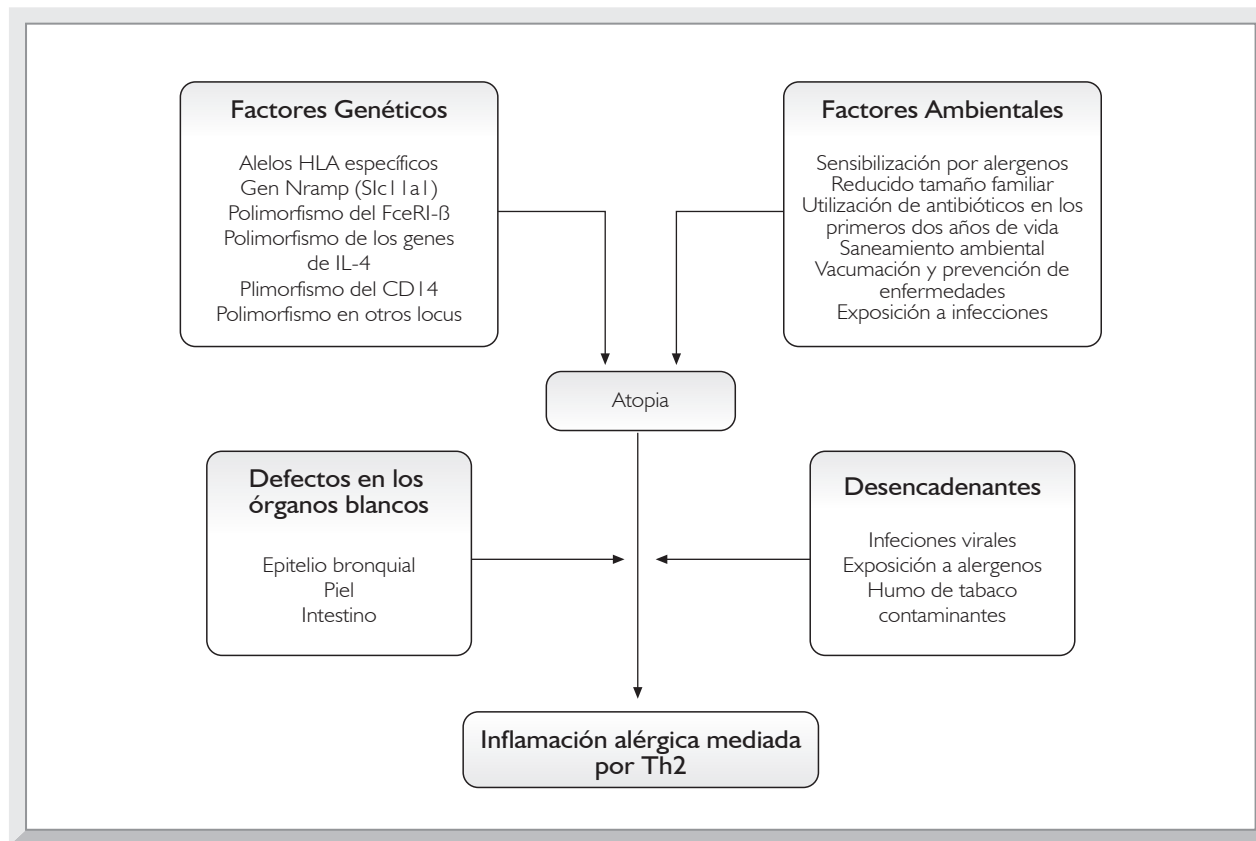 Factores Genéticos
Alelos HLA específicos
Gen Nramp (Slc11a1)
Polimorfismo del FceRI-ß
Polimorfismo de los genes
de IL-4
Plimorfismo del CD14
Polimorfismo en otros locus
Factores Ambientales
Sensibilización por alergenos
Reducido tamaño familiar
Utilización de antibióticos en los
primeros dos años de vida
Saneamiento ambiental
Vacumación y prevención de
enfermedades
Exposición a infecciones
Atopia
Defectos en los
órganos blancos
Epitelio bronquial
Piel
Intestino
Desencadenantes
Infeciones virales
Exposición a alergenos
Humo de tabaco
contaminantes
Inflamación alérgica mediada
por Th2